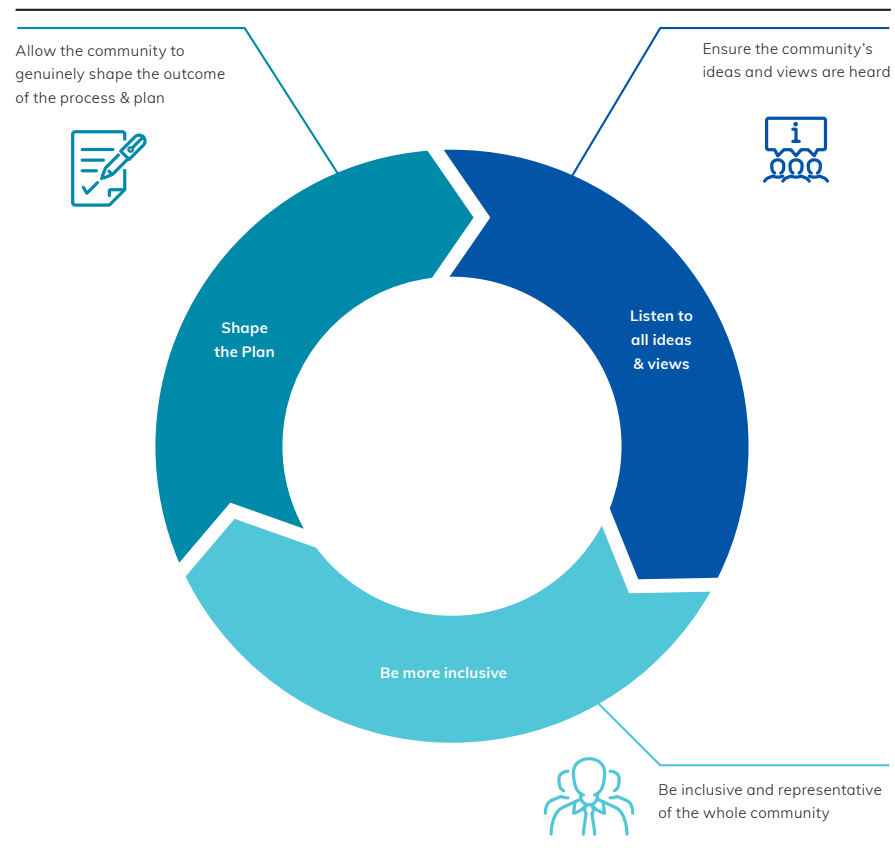 Allow the community to
genuinely shape the outcome
of the process & plan
Ensure the community’s
ideas and views are heard
i
Shape
the Plan
Listen to
all ideas
& views
Be more inclusive
Be inclusive and representative
of the whole community